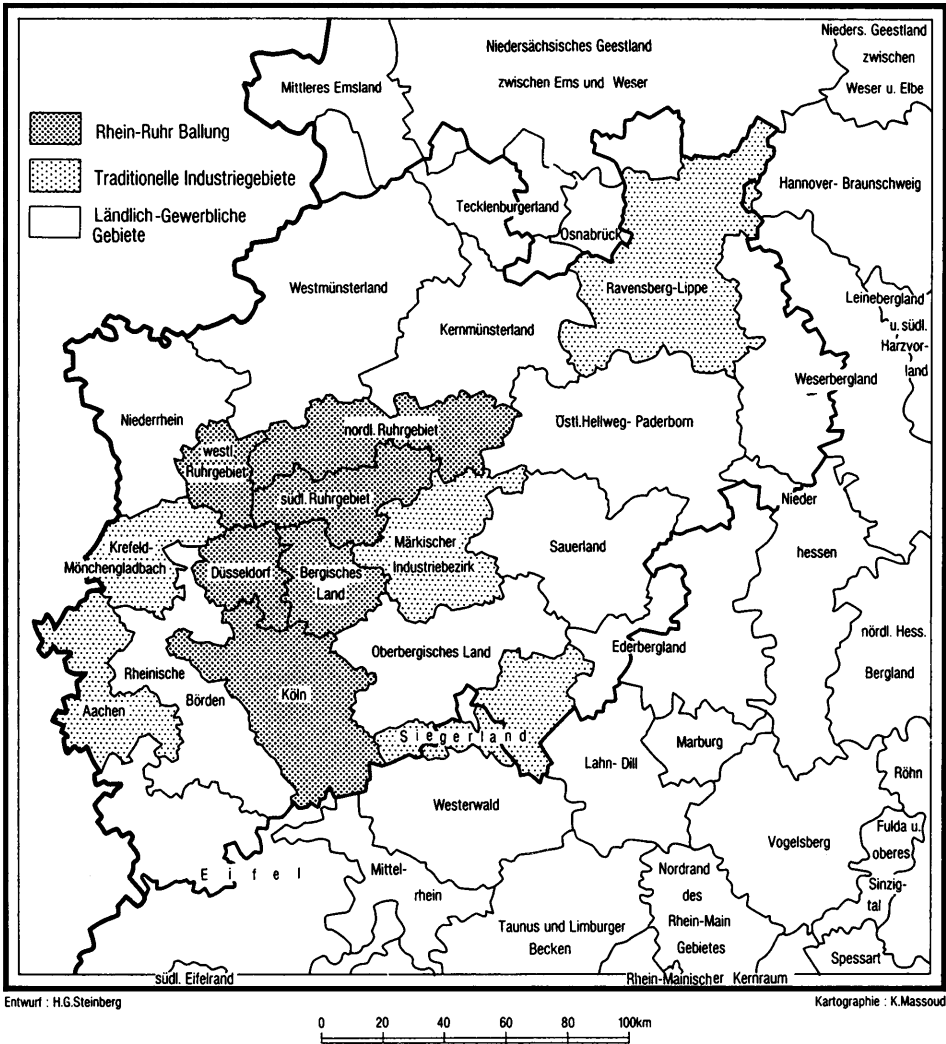 Nieders. Geestland
zwischen
Weser u. Elbe
Niedersächsisches Geestland
zwischen Ems und Weser
Mittleres Emsland
Rhein-Ruhr Ballung
Traditionelle Industriegebiete
Ländlich-Gewerbliche
Gebiete
Hannover- Braunschweig
Tecklenburgerland
Osnabrück
Westmünsterland
Ravensberg-Lippe
Leinebergland
u. südl.
Harzvor-
land
Kernmünsterland
Weserbergland
Niederrhein
nördl. Ruhrgebiet
Östl.Hellweg- Paderborn
westl.
Ruhrgebiet
südl. Ruhrgebiet
Nieder
hessen
Krefeld-
Mönchengladbach
Düsseldorf
Bergisches
Land
Märkischer
Industriebezirk
Sauerland
nördl. Hess.
Bergland
Oberbergisches Land
Ederbergland
Rheinische
Börden
Aachen
Köln
Siegerland
Lahn- Dill
Marburg
Röhn
Westerwald
Vogelsberg
Fulda u.
oberes
Sinzig-
tal
Eifel
Mittel-
rhein
Nordrand
des
Rhein-Main
Gebietes
Taunus und Limburger
Becken
Spessart
südl. Eifelrand
Rhein-Mainischer Kernraum
Entwurf : H.G.Steinberg
Kartographie : K.Massoud
0 20 40 60 80 100km